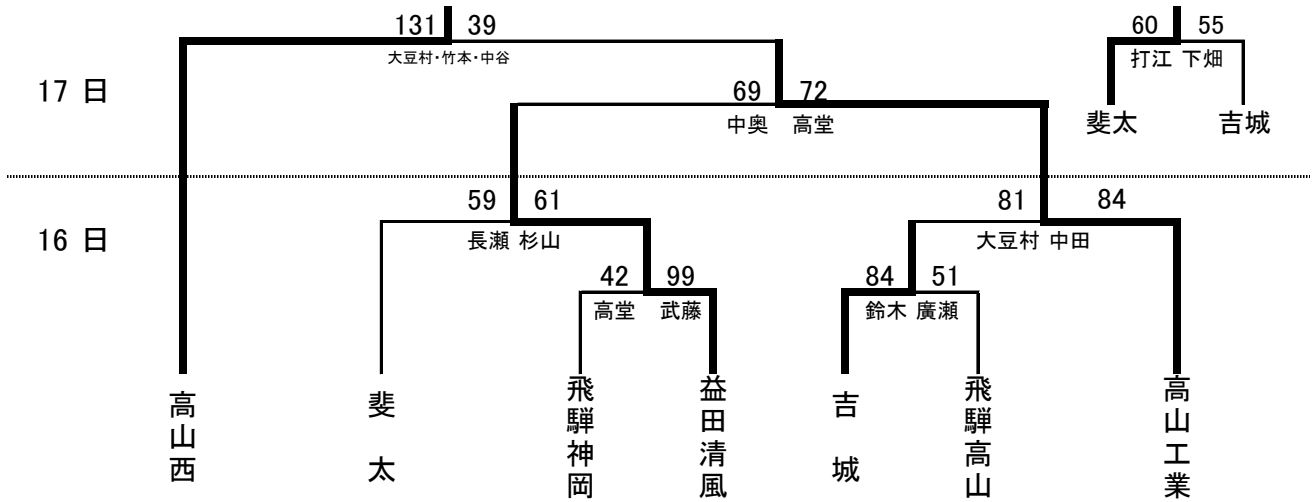 131 39
大豆村・竹本・中谷
60 55
打江 下畑
17 日
69 72
中奥 高堂
斐太 吉城
59 61
長瀬 杉山
81 84
大豆村 中田
16 日
42 99
高堂 武藤
84 51
鈴木 廣瀬
高山西
斐太
飛騨神岡
益田清風
吉城
飛騨高山
高山工業